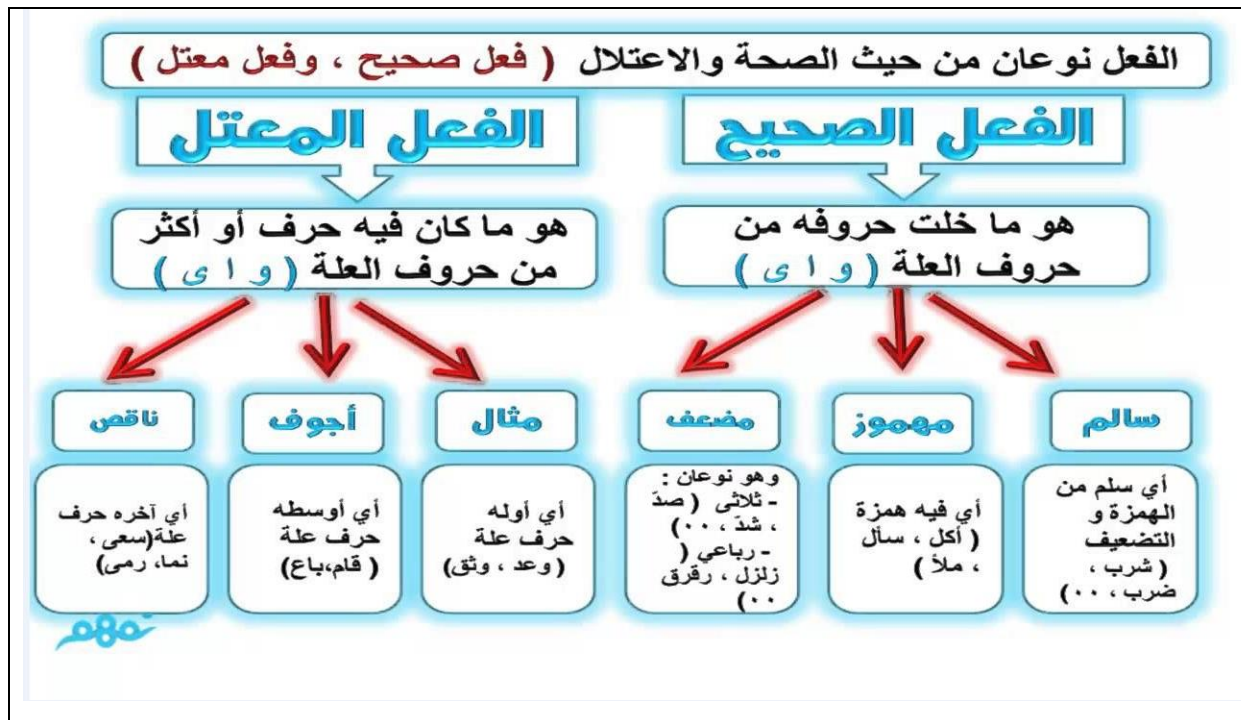 الفعل نوعان من حيث الصحة والاعتلال ( فعل صحيح ، وفعل معتل )
الفعل الصحيح
هو ما خلت حروفه من
حروف العلة ( و ا ى )
سالم
أي سلم من
الهمزة و
التضعيف
( شرب ،
ضرب ، ٠٠)
مهموز
أي فيه همزة
( أكل ، سأل
، ملأ )
مضعف
وهو نوعان :
- ثلاثى ( صدّ
، شدّ ، ٠٠)
- رباعي (
زلزل ، رقرق
٠٠)
الفعل المعتل
هو ما كان فيه حرف أو أكثر
من حروف العلة ( و ا ى )
مثال
أي أوله
حرف علة
( وعد ، وثق)
أجوف
أي أوسطه
حرف علة
( قام،باع)
ناقص
أي آخره حرف
علة(سعى ،
نما، رمى)
نفهم